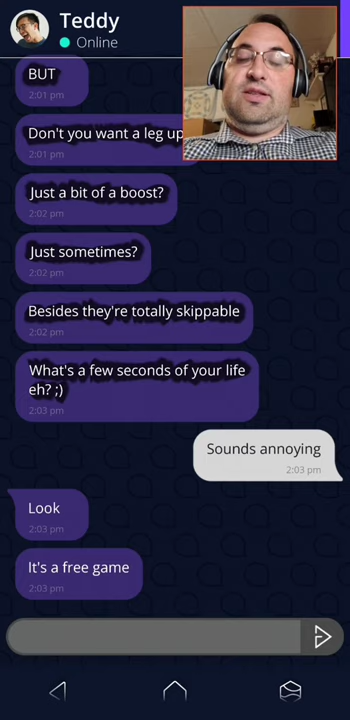 Teddy
Online
BUT
2:01 pm
Don't you want a leg up
2:01 pm
Just a bit of a boost?
2:02 pm
Just sometimes?
2:02 pm
Besides they're totally skippable
2:02 pm
What's a few seconds of your life
eh? ;)
2:03 pm
Sounds annoying
2:03 pm
Look
2:03 pm
It's a free game
2:03 pm